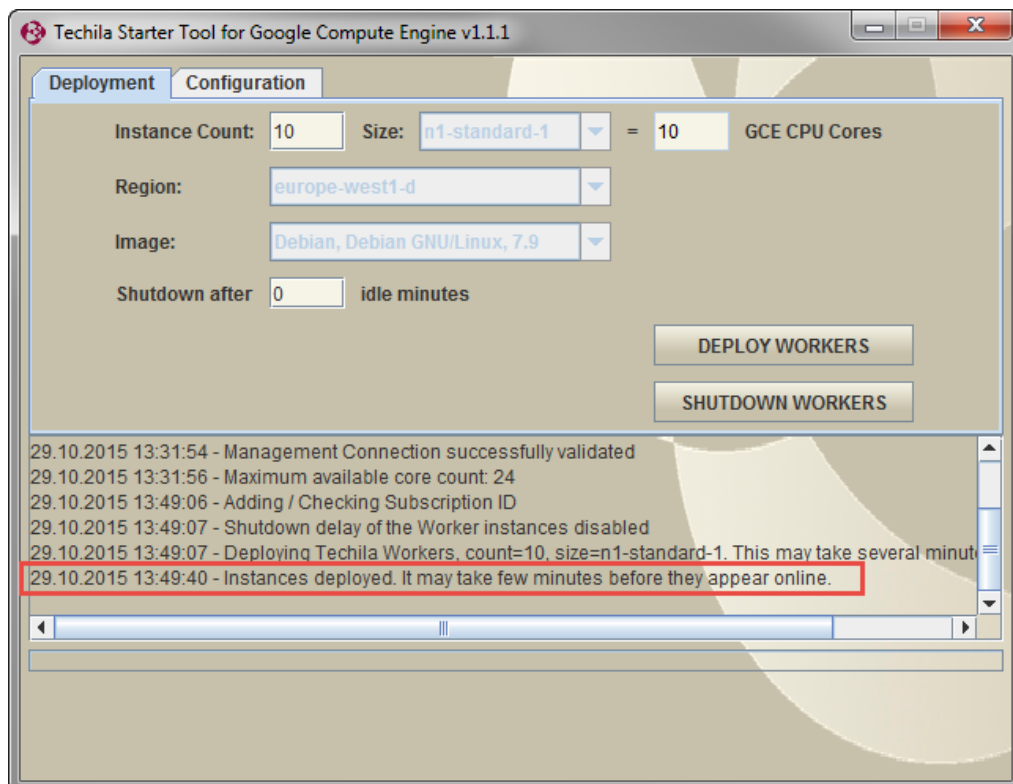 Techila Starter Tool for Google Compute Engine v1.1.1
Deployment Configuration
Instance Count: 10 Size: n1-standard-1 = 10 GCE CPU Cores
Region: europe-west1-d
Image: Debian, Debian GNU/Linux, 7.9
Shutdown after 0 idle minutes
DEPLOY WORKERS
SHUTDOWN WORKERS
29.10.2015 13:31:54 - Management Connection successfully validated
29.10.2015 13:31:56 - Maximum available core count: 24
29.10.2015 13:49:06 - Adding / Checking Subscription ID
29.10.2015 13:49:07 - Shutdown delay of the Worker instances disabled
29.10.2015 13:49:07 - Deploying Techila Workers, count=10, size=n1-standard-1. This may take several minut
29.10.2015 13:49:40 - Instances deployed. It may take few minutes before they appear online.